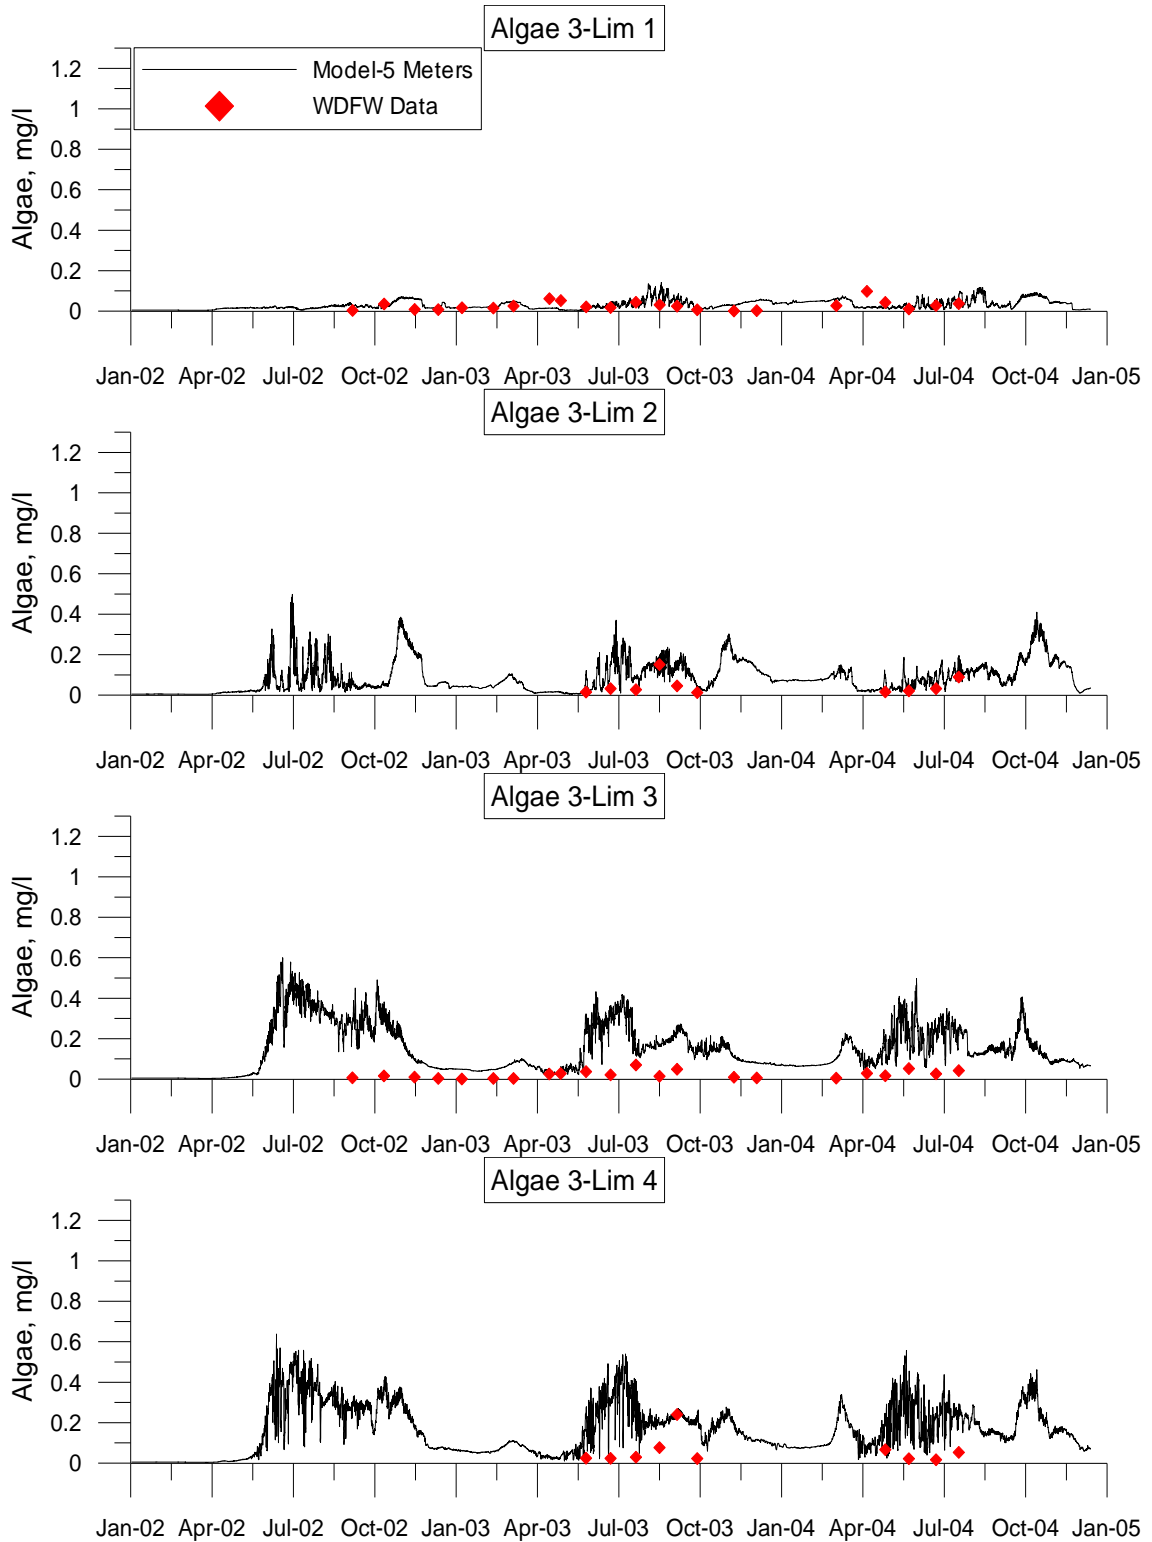 Algae 3-Lim 1
Model-5 Meters
WDFW Data
Algae, mg/l
1.2
1
0.8
0.6
0.4
0.2
0
Jan-02 Apr-02 Jul-02 Oct-02 Jan-03 Apr-03 Jul-03 Oct-03 Jan-04 Apr-04 Jul-04 Oct-04 Jan-05
Algae 3-Lim 2
Algae, mg/l
1.2
1
0.8
0.6
0.4
0.2
0
Jan-02 Apr-02 Jul-02 Oct-02 Jan-03 Apr-03 Jul-03 Oct-03 Jan-04 Apr-04 Jul-04 Oct-04 Jan-05
Algae 3-Lim 3
Algae, mg/l
1.2
1
0.8
0.6
0.4
0.2
0
Jan-02 Apr-02 Jul-02 Oct-02 Jan-03 Apr-03 Jul-03 Oct-03 Jan-04 Apr-04 Jul-04 Oct-04 Jan-05
Algae 3-Lim 4
Algae, mg/l
1.2
1
0.8
0.6
0.4
0.2
0
Jan-02 Apr-02 Jul-02 Oct-02 Jan-03 Apr-03 Jul-03 Oct-03 Jan-04 Apr-04 Jul-04 Oct-04 Jan-05